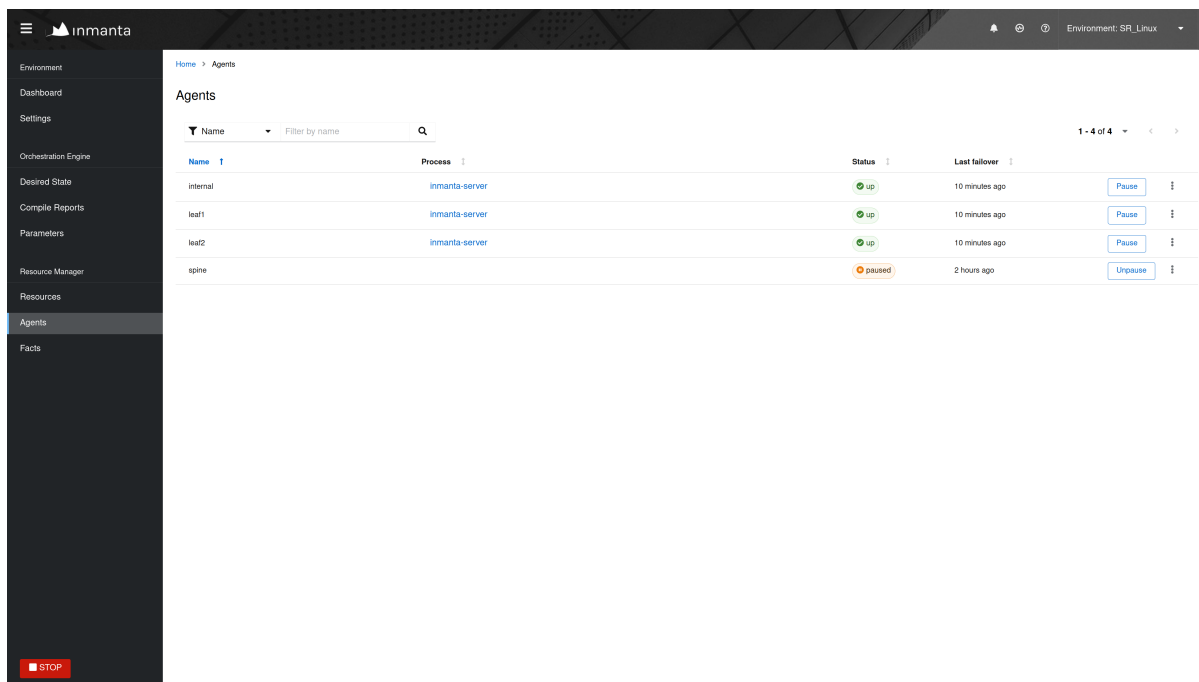 inmanta
Environment: SR_Linux
Environment
Dashboard
Settings
Orchestration Engine
Desired State
Compile Reports
Parameters
Resource Manager
Resources
Agents
Facts
STOP
Home > Agents
Agents
Name Filter by name 1 - 4 of 4
Name Process Status Last failover
internal inmanta-server up 10 minutes ago Pause
leaf1 inmanta-server up 10 minutes ago Pause
leaf2 inmanta-server up 10 minutes ago Pause
spine paused 2 hours ago Unpause